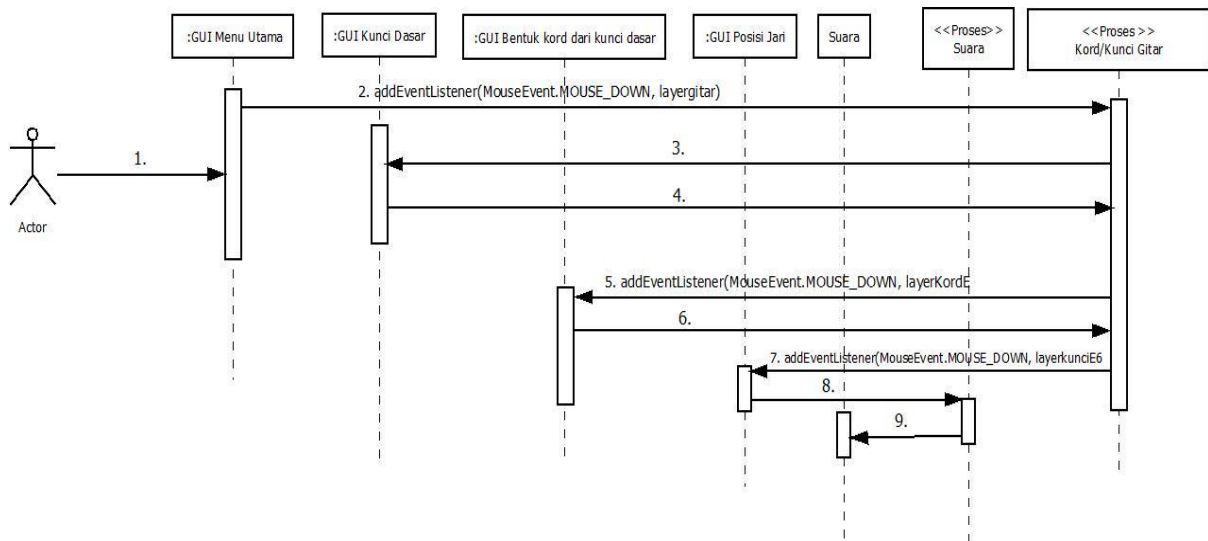 :GUI Menu Utama
:GUI Kunci Dasar
:GUI Bentuk kord dari kunci dasar
:GUI Posisi Jari
Suara
<<Proses>>
Suara
<<Proses >>
Kord/Kunci Gitar
2. addEventListener(MouseEvent.MOUSE_DOWN, layergitar)
1.
3.
Actor
4.
5. addEventListener(MouseEvent.MOUSE_DOWN, layerKordE
6.
7. addEventListener(MouseEvent.MOUSE_DOWN, layerkunciE6
8.
9.